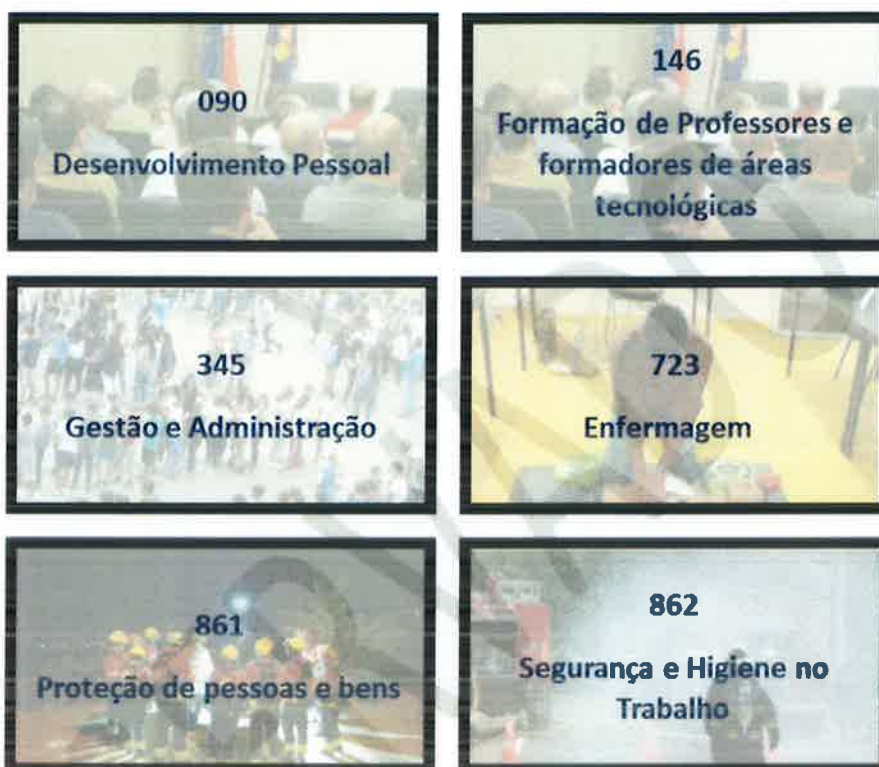 090
Desenvolvimento Pessoal
146
Formação de Professores e
formadores de áreas
tecnológicas
345
Gestão e Administração
723
Enfermagem
861
Proteção de pessoas e bens
862
Segurança e Higiene no
Trabalho